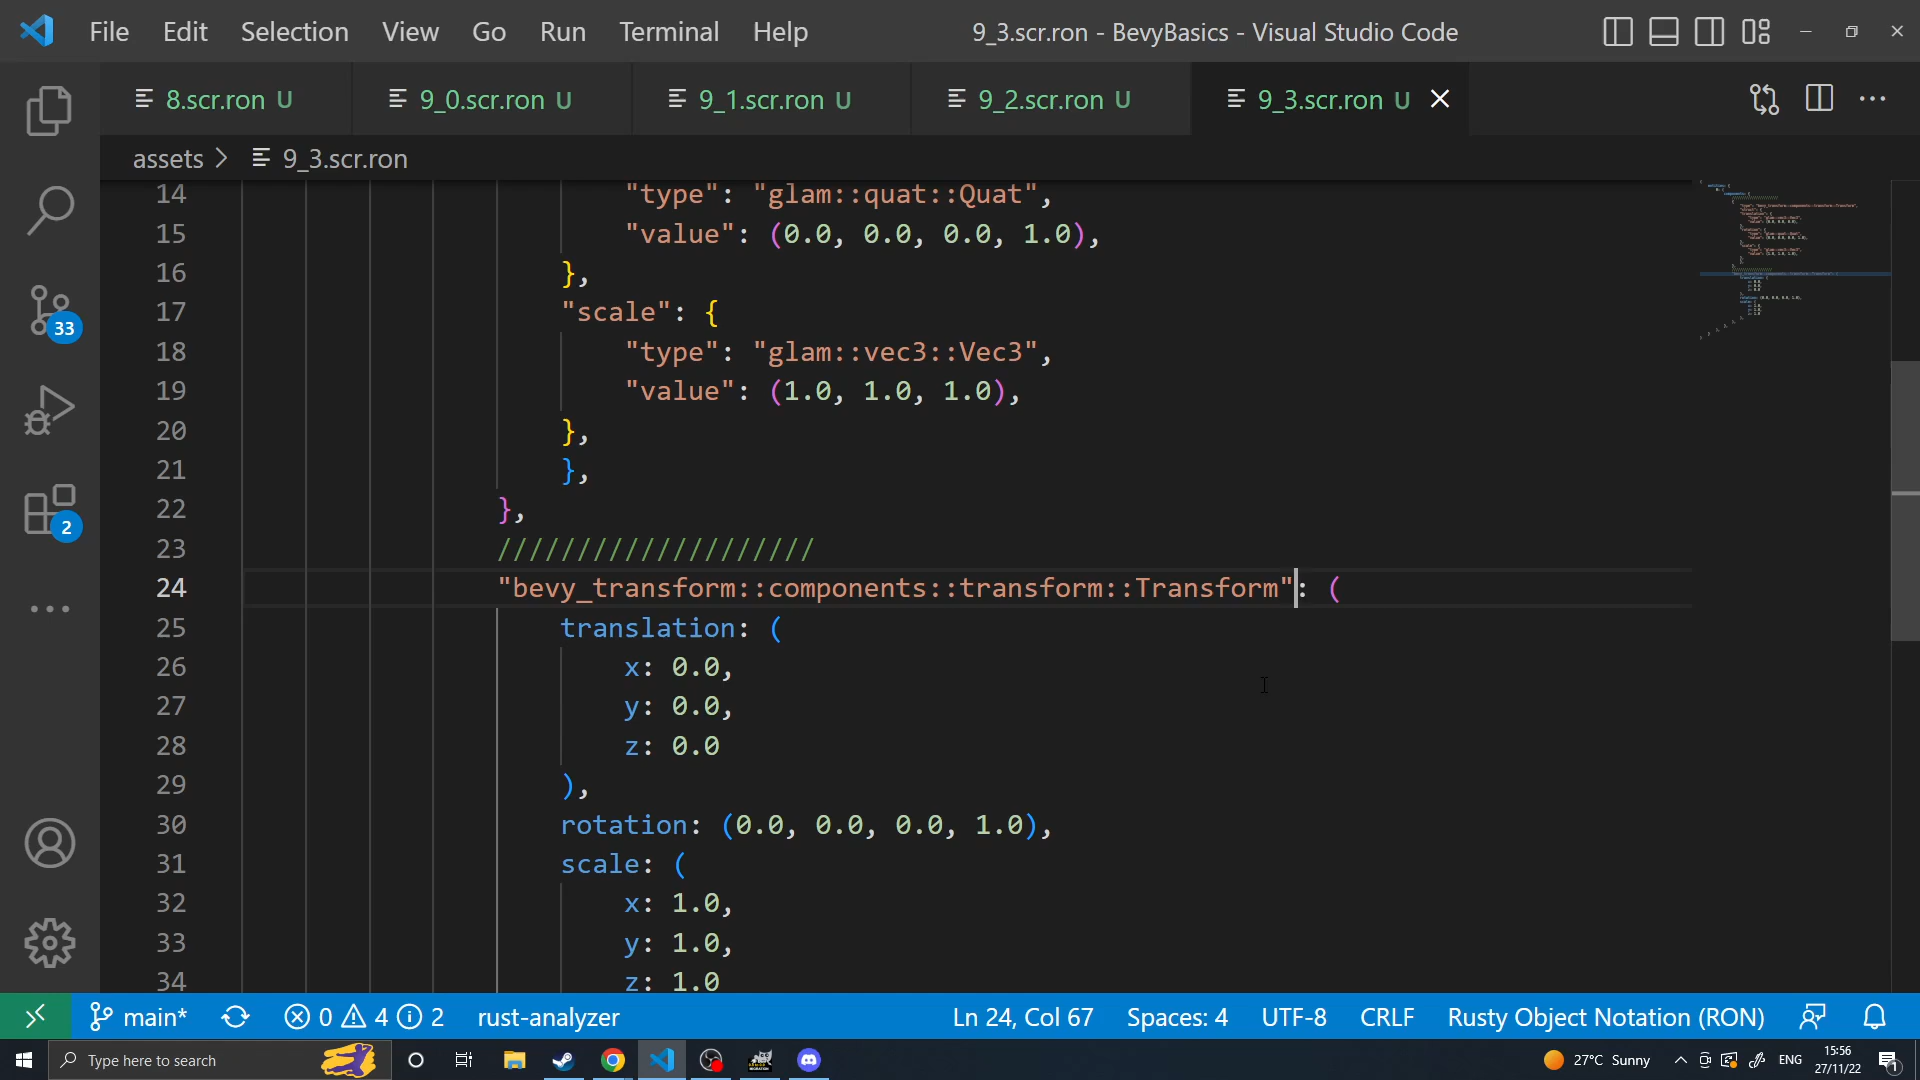 File Edit Selection View Go Run Terminal Help 9_3.scr.ron - BevyBasics - Visual Studio Code
8.scr.ron U 9_0.scr.ron U 9_1.scr.ron U 9_2.scr.ron U 9_3.scr.ron U
assets > 9_3.scr.ron
14 "type": "glam::quat::Quat",
15 "value": (0.0, 0.0, 0.0, 1.0),
16 },
17 "scale": {
18 "type": "glam::vec3::Vec3",
19 "value": (1.0, 1.0, 1.0),
20 },
21 },
22 },
23 ////////////////////
24 "bevy_transform::components::transform::Transform": (
25 translation: (
26 x: 0.0,
27 y: 0.0,
28 z: 0.0
29 ),
30 rotation: (0.0, 0.0, 0.0, 1.0),
31 scale: (
32 x: 1.0,
33 y: 1.0,
34 z: 1.0
33
2
main* 0 4 2 rust-analyzer Ln 24, Col 67 Spaces: 4 UTF-8 CRLF Rusty Object Notation (RON)
Type here to search 27°C Sunny ENG 15:56
27/11/22 1